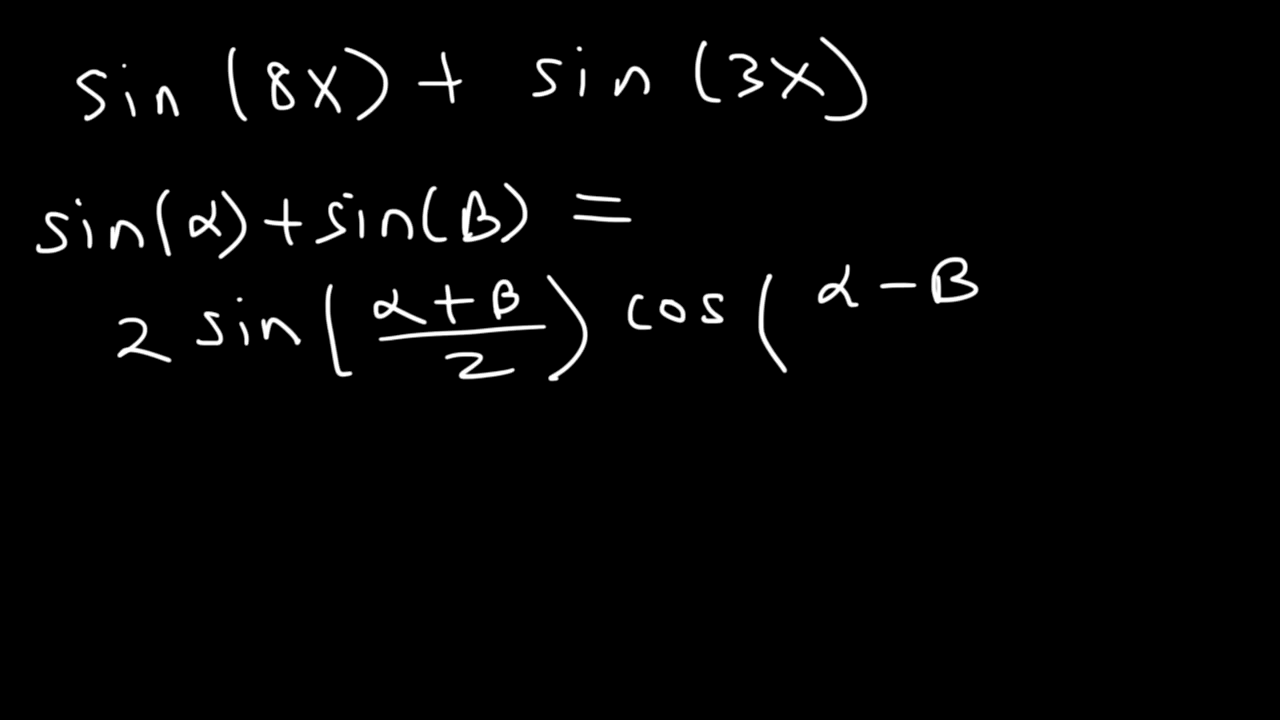 sin (8x) + sin (3x)
sin(α) + sin(β) =
2 sin(α+β/2) cos(α-β